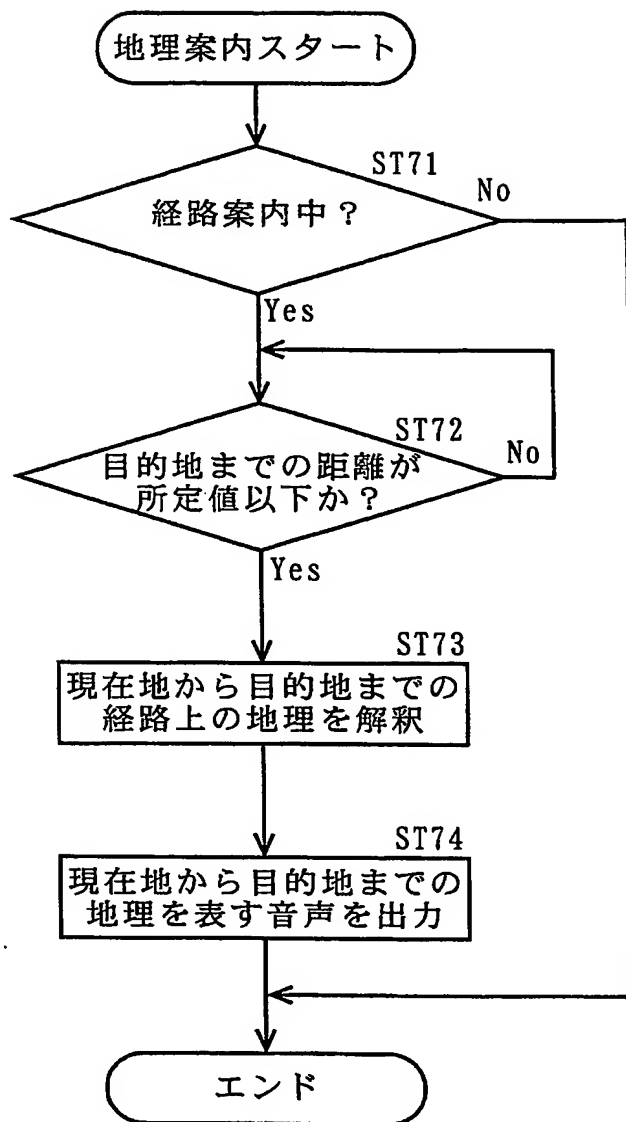 地理案内スタート
ST71
経路案内中？
No
Yes
ST72
目的地までの距離が
所定値以下か？
No
Yes
ST73
現在地から目的地までの
経路上の地理を解釈
ST74
現在地から目的地までの
地理を表す音声を出力
エンド